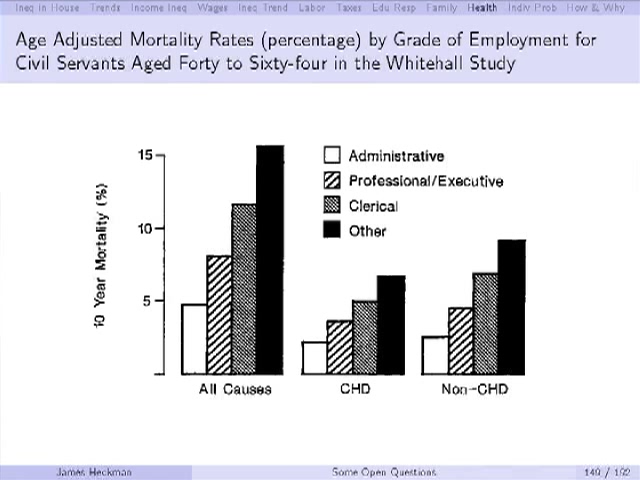 Ineq in House Trends Income Ineq Wages Ineq Trend Labor Taxes Edu Resp Family Health Indiv Prob How & Why
Age Adjusted Mortality Rates (percentage) by Grade of Employment for
Civil Servants Aged Forty to Sixty-four in the Whitehall Study
15
10
5
10 Year Mortality (%)
Administrative
Professional/Executive
Clerical
Other
All Causes CHD Non-CHD
James Heckman Some Open Questions 149 / 192